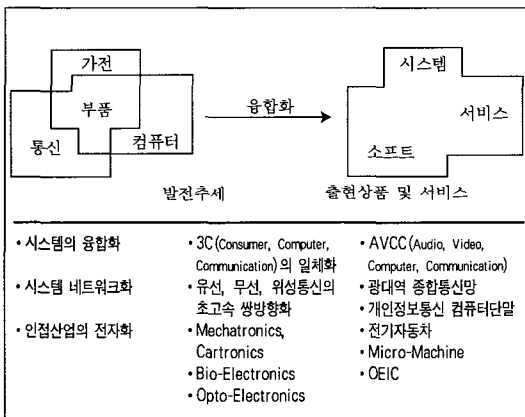 가전
부품
통신
컴퓨터
융합화
시스템
서비스
소프트
발전추세
출현상품 및 서비스
• 시스템의 융합화
• 시스템 네트워크화
• 인접산업의 전자화
• 3C(Consumer, Computer,
Communication)의 일체화
• 유선, 무선, 위성통신의
초고속 쌍방향화
• Mechatronics,
Cartronics
• Bio-Electronics
• Opto-Electronics
• AVCC(Audio, Video,
Computer, Communication)
• 광대역 종합통신망
• 개인정보통신 컴퓨터단말
• 전기자동차
• Micro-Machine
• OEIC